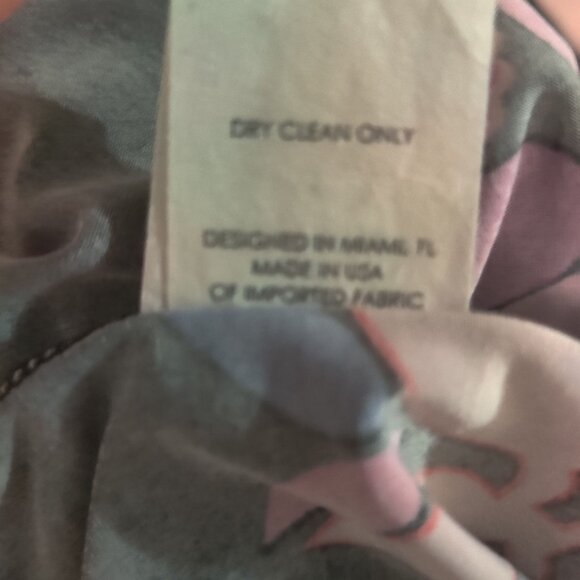 DRY CLEAN ONLY
DESIGNED IN MIAMI, FL
MADE IN USA
OF IMPORTED FABRIC